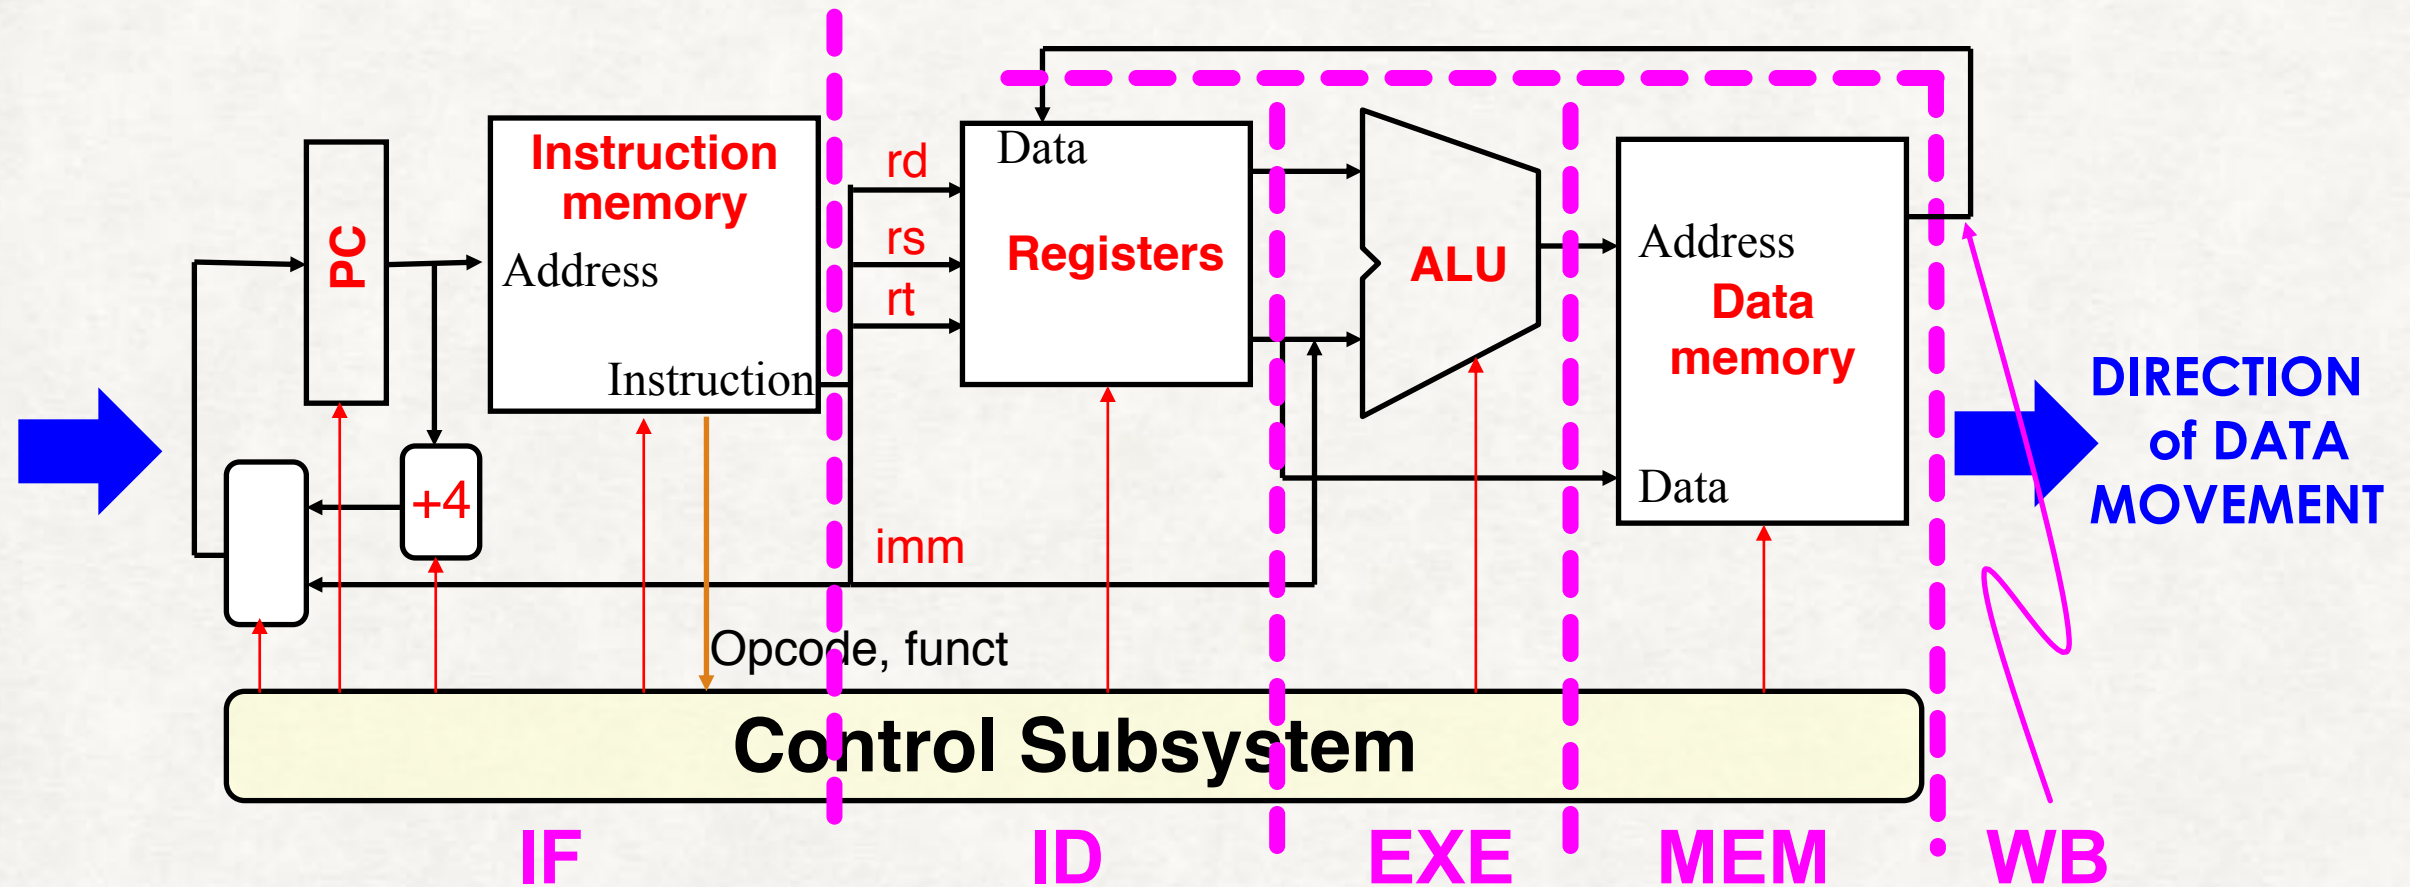 Instruction
memory
Address
Instruction
PC
+4
rd
rs
rt
imm
Data
Registers
ALU
Address
Data
memory
Data
DIRECTION
of DATA
MOVEMENT
Opcode, funct
Control Subsystem
IF
ID
EXE
MEM
WB